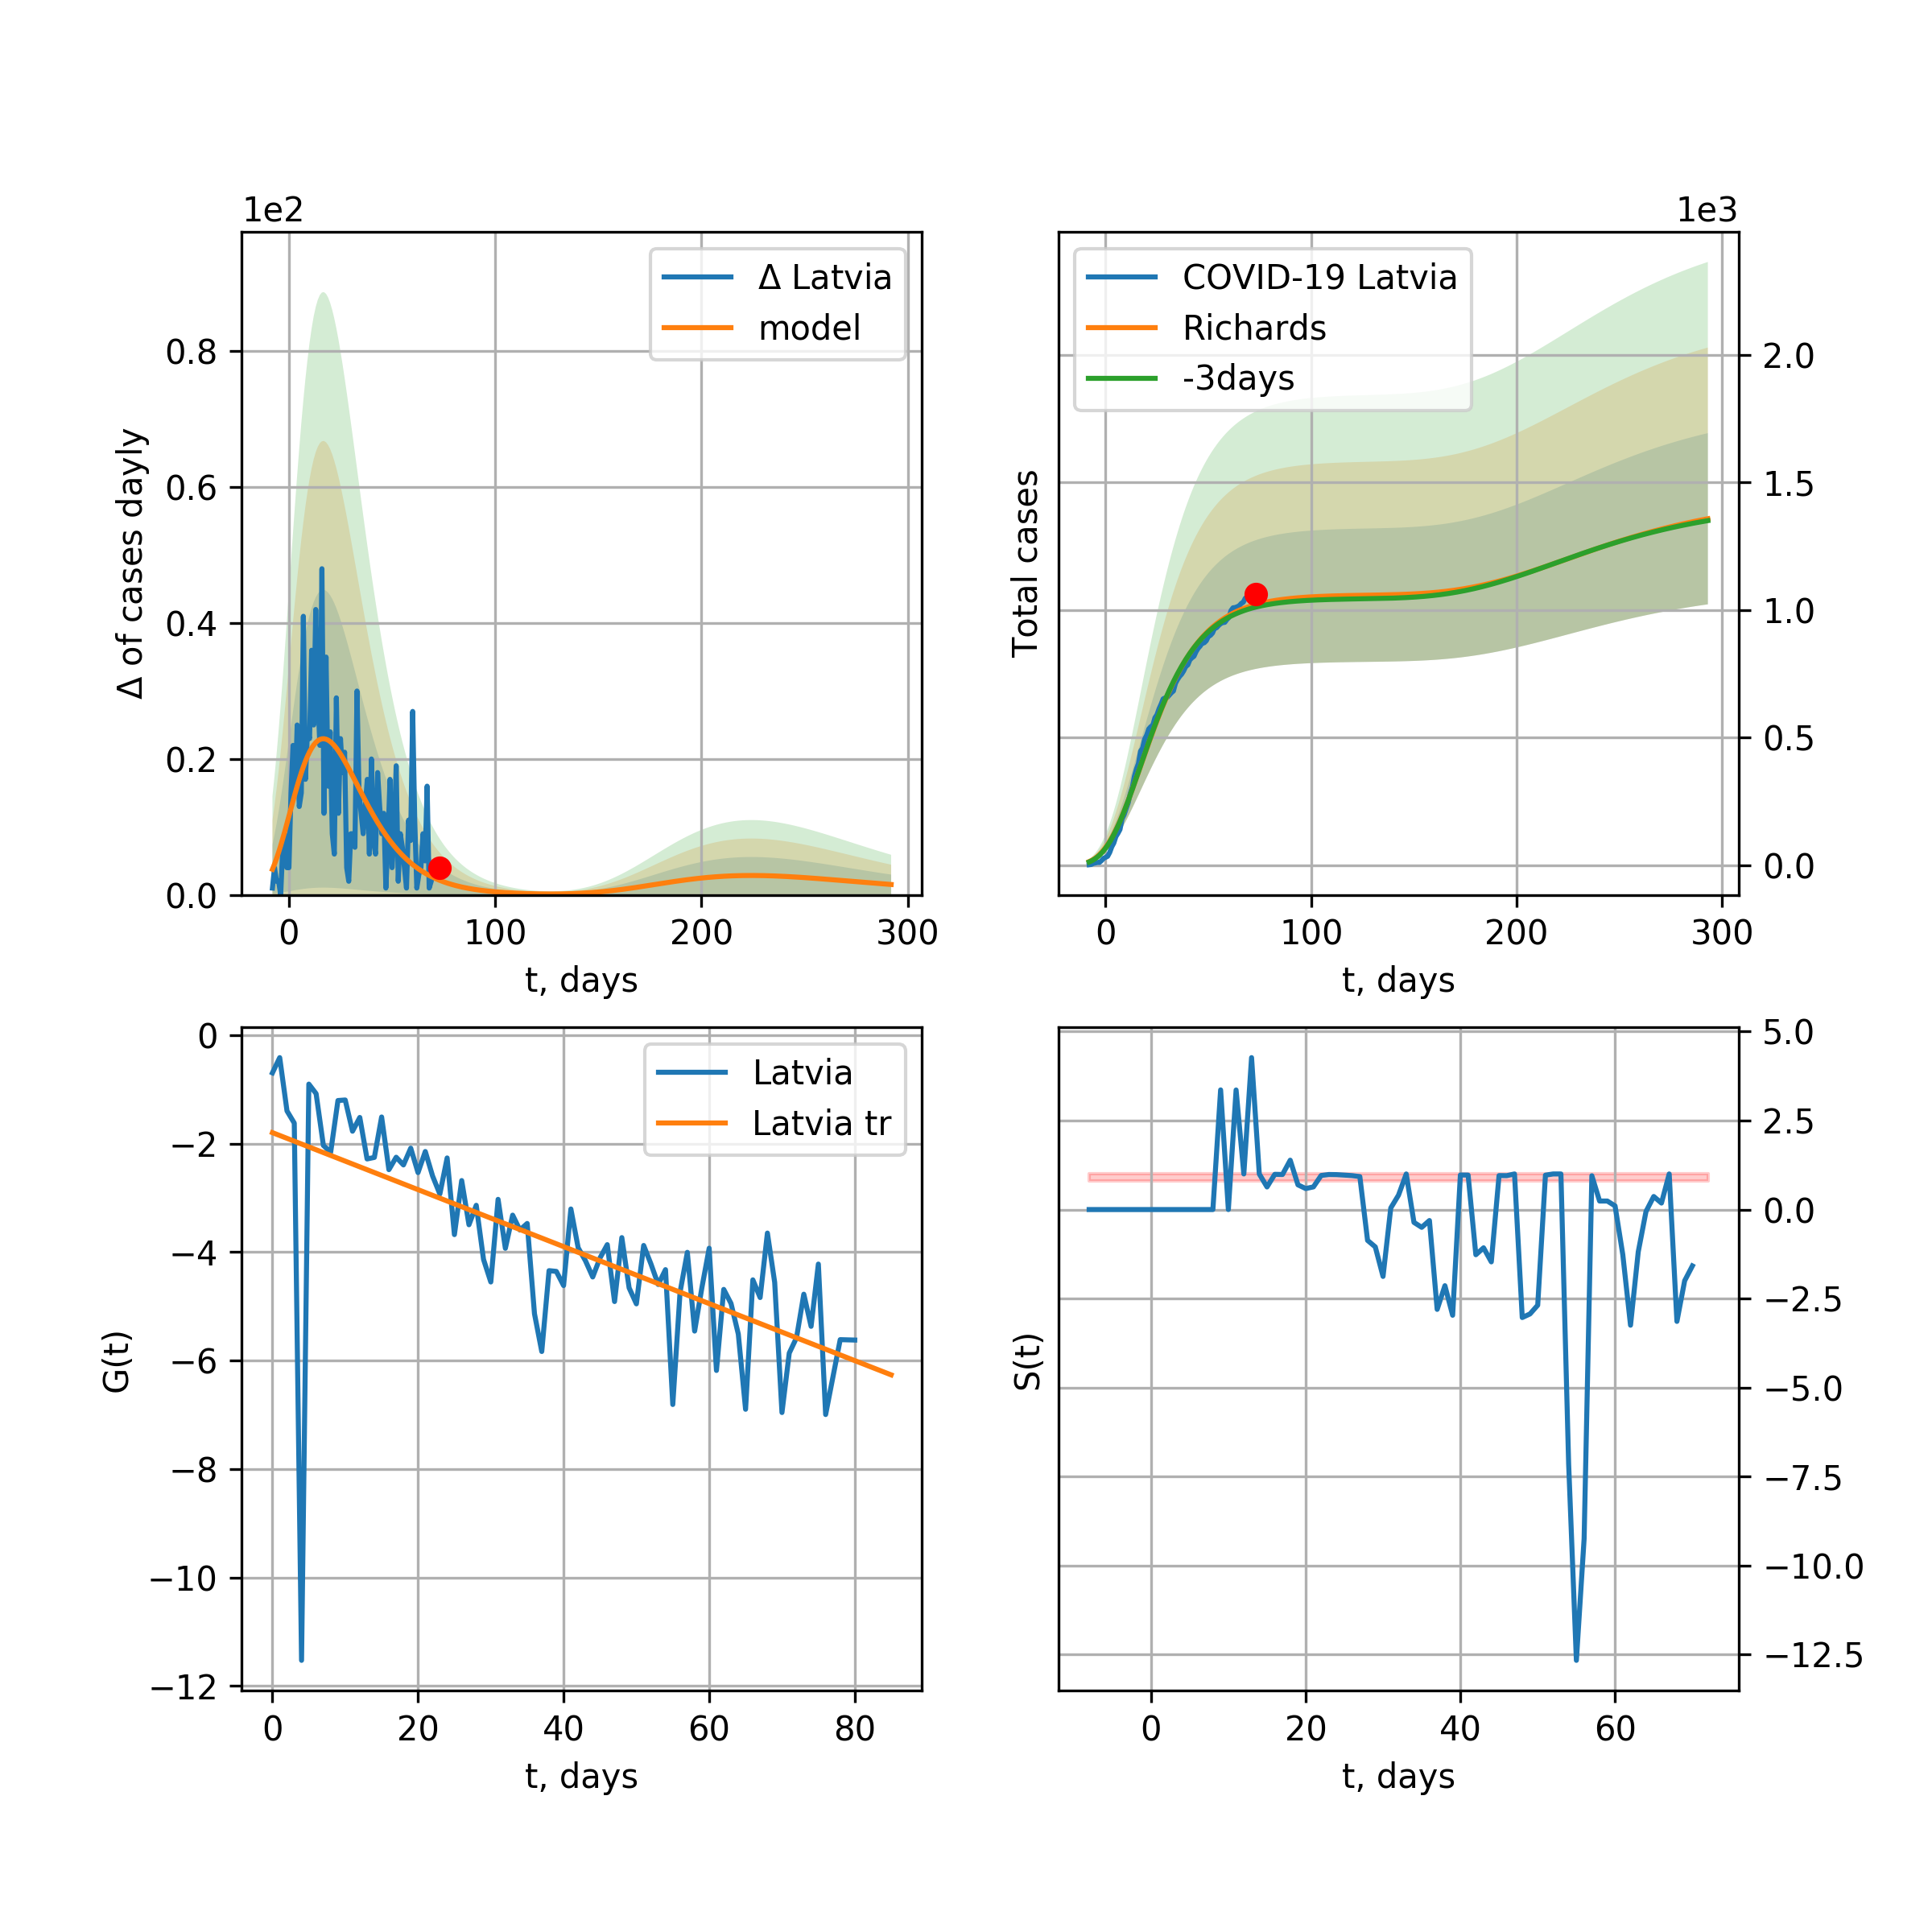 1e2
Δ Latvia
model
0.8
0.6
0.4
0.2
0.0
Δ of cases dayly
0 100 200 300
t, days
1e3
COVID-19 Latvia
Richards
-3days
2.0
1.5
1.0
0.5
0.0
Total cases
0 100 200 300
t, days
Latvia
Latvia tr
0
−2
−4
−6
−8
−10
−12
G(t)
0 20 40 60 80
t, days
5.0
2.5
0.0
−2.5
−5.0
−7.5
−10.0
−12.5
S(t)
0 20 40 60
t, days